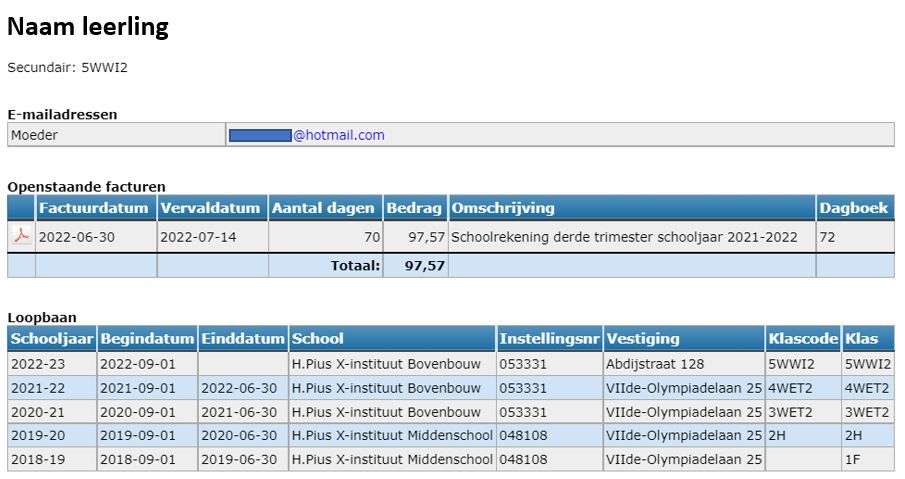 Naam leerling
Secundair: 5WWI2
E-mailadressen
Moeder @hotmail.com
Openstaande facturen
Factuurdatum Vervaldatum Aantal dagen Bedrag Omschrijving Dagboek
2022-06-30 2022-07-14 70 97,57 Schoolrekening derde trimester schooljaar 2021-2022 72
Totaal: 97,57
Loopbaan
Schooljaar Begindatum Einddatum School Instellingsnr Vestiging Klascode Klas
2022-23 2022-09-01 H.Pius X-instituut Bovenbouw 053331 Abdijstraat 128 5WWI2 5WWI2
2021-22 2021-09-01 2022-06-30 H.Pius X-instituut Bovenbouw 053331 VIIde-Olympiadelaan 25 4WET2 4WET2
2020-21 2020-09-01 2021-06-30 H.Pius X-instituut Bovenbouw 053331 VIIde-Olympiadelaan 25 3WET2 3WET2
2019-20 2019-09-01 2020-06-30 H.Pius X-instituut Middenschool 048108 VIIde-Olympiadelaan 25 2H 2H
2018-19 2018-09-01 2019-06-30 H.Pius X-instituut Middenschool 048108 VIIde-Olympiadelaan 25 1F